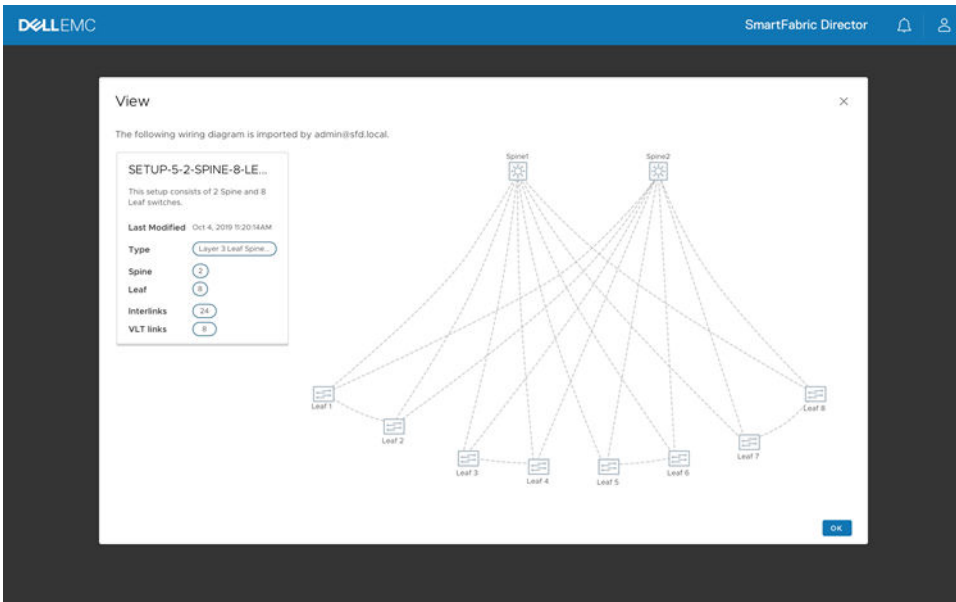 DELLEMC
SmartFabric Director
View
The following wiring diagram is imported by admin@sfd.local.
SETUP-5-2-SPINE-8-LE...
This setup consists of 2 Spine and 8
Leaf switches.
Last Modified Oct 4, 2019 11:20:14AM
Type Layer 3 Leaf Spine...
Spine 2
Leaf 8
Interlinks 24
VLT links 8
Spine1
Spine2
Leaf 1
Leaf 2
Leaf 3
Leaf 4
Leaf 5
Leaf 6
Leaf 7
Leaf 8
OK